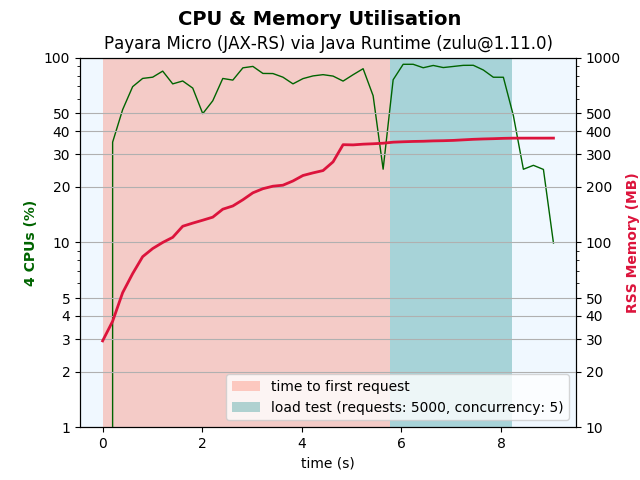 CPU & Memory Utilisation
Payara Micro (JAX-RS) via Java Runtime (zulu@1.11.0)
100
50
40
30
20
10
5
4
3
2
1
4 CPUs (%)
1000
500
400
300
200
100
50
40
30
20
10
RSS Memory (MB)
time to first request
load test (requests: 5000, concurrency: 5)
0 2 4 6 8
time (s)